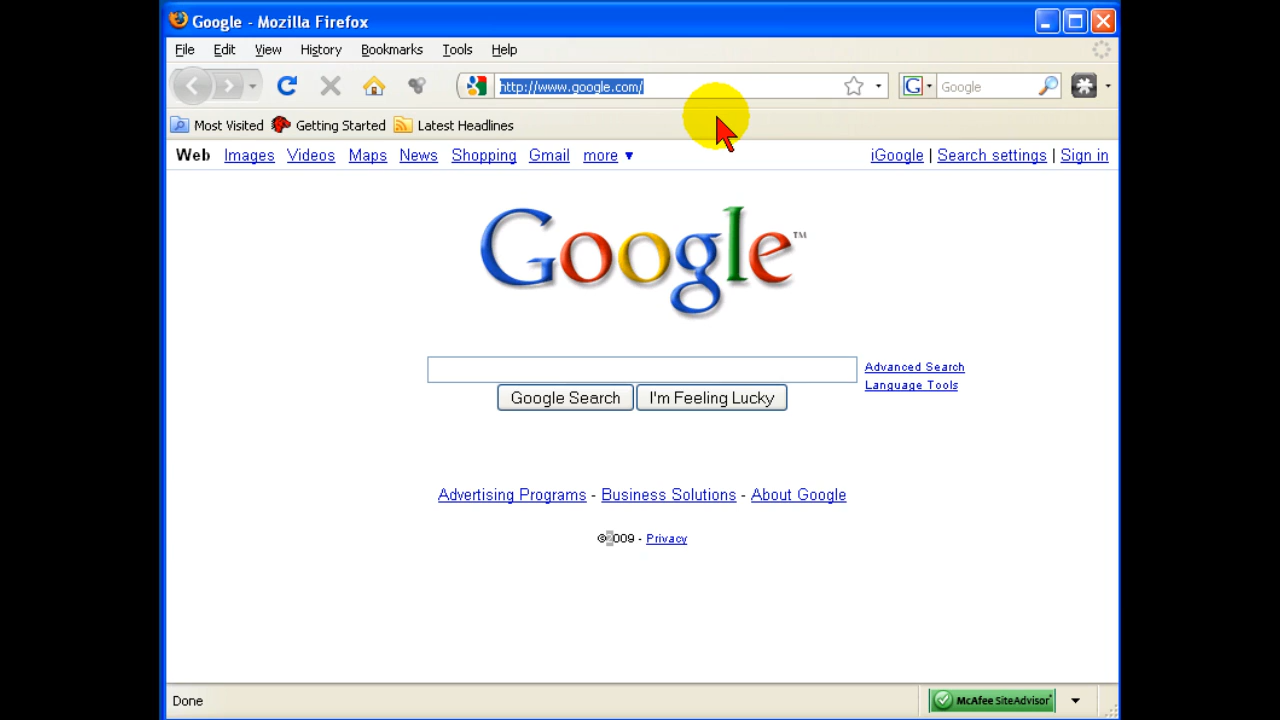 Google - Mozilla Firefox
File Edit View History Bookmarks Tools Help
http://www.google.com/ G Google
Most Visited Getting Started Latest Headlines
Web Images Videos Maps News Shopping Gmail more ▼ iGoogle | Search settings | Sign in
Google™
Advanced Search
Language Tools
Google Search I'm Feeling Lucky
Advertising Programs - Business Solutions - About Google
©2009 - Privacy
Done McAfee SiteAdvisor